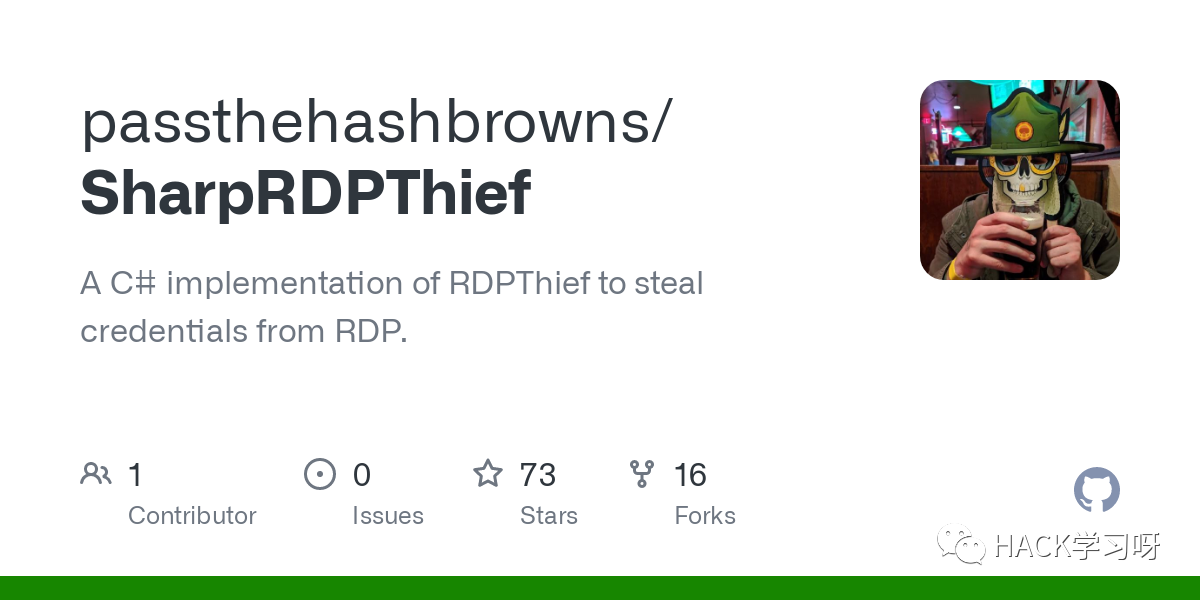 passthehashbrowns/
SharpRDPThief
A C# implementation of RDPThief to steal
credentials from RDP.
1
Contributor
0
Issues
73
Stars
16
Forks
HACK学习呀